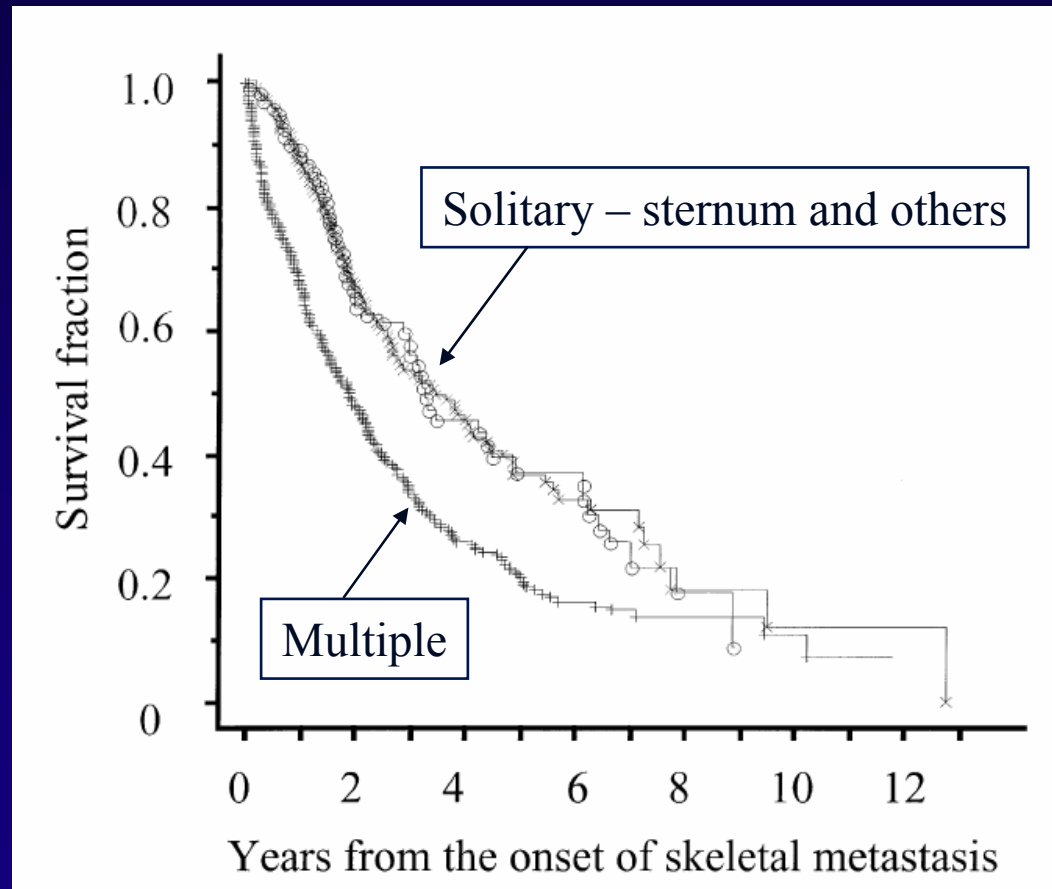 1.0
0.8
0.6
0.4
0.2
0
Survival fraction
Solitary – sternum and others
Multiple
0 2 4 6 8 10 12
Years from the onset of skeletal metastasis